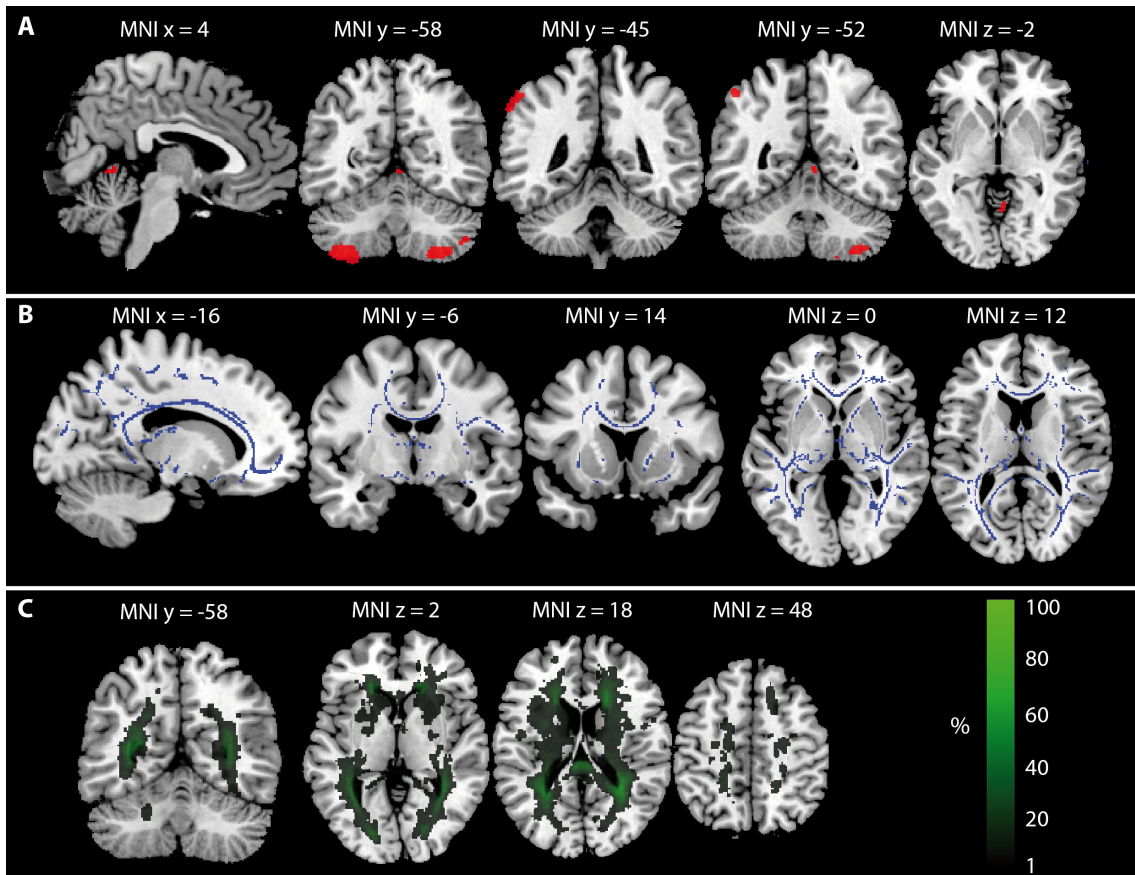 A
MNI x = 4
MNI y = -58
MNI y = -45
MNI y = -52
MNI z = -2
B
MNI x = -16
MNI y = -6
MNI y = 14
MNI z = 0
MNI z = 12
C
MNI y = -58
MNI z = 2
MNI z = 18
MNI z = 48
%
100
80
60
40
20
1